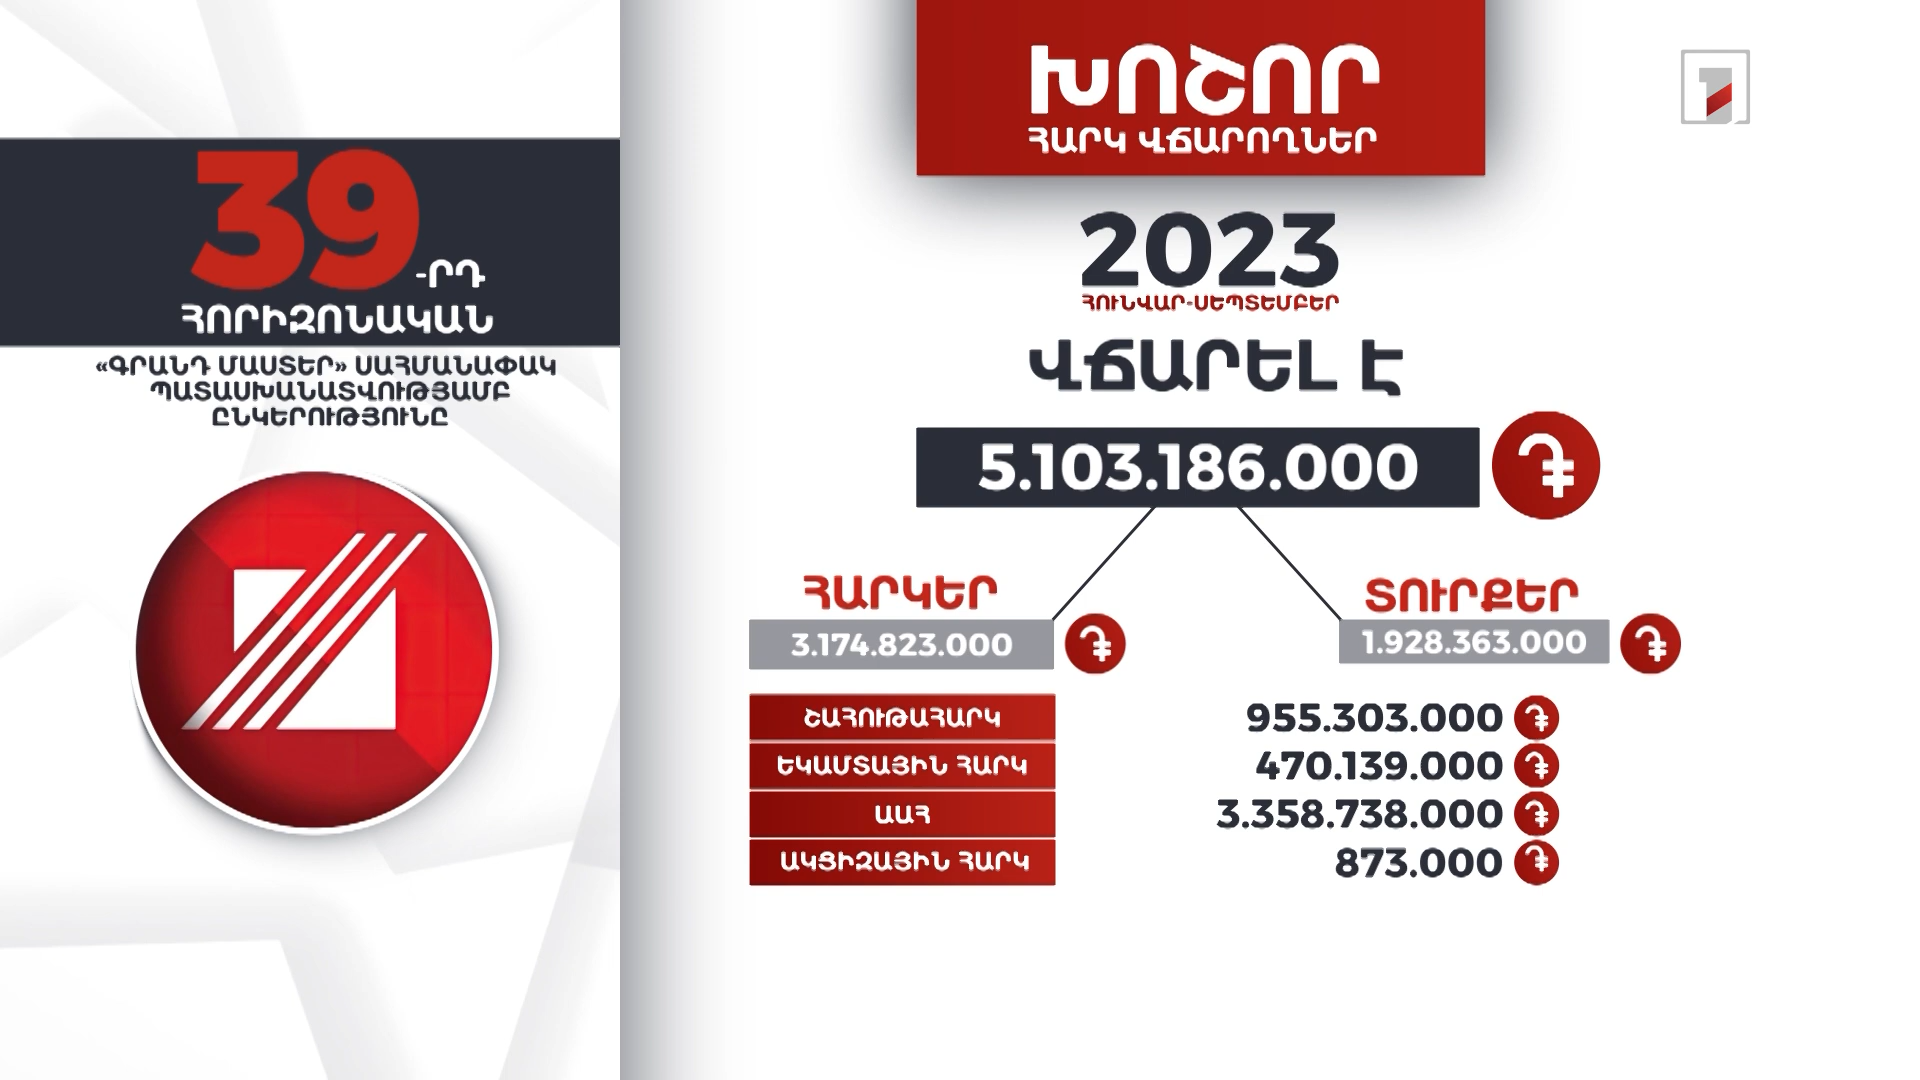 39-ՐԴ
ՀՈՐԻԶՈՆԱԿԱՆ
«ԳՐԱՆԴ ՄԱՍՏԵՐ» ՍԱՀՄԱՆԱՓԱԿ
ՊԱՏԱՍԽԱՆԱՏՎՈՒԹՅԱՄԲ
ԸՆԿԵՐՈՒԹՅՈՒՆԸ
ԽՈՇՈՐ
ՀԱՐԿ ՎՃԱՐՈՂՆԵՐ
2023
ՀՈՒՆՎԱՐ-ՍԵՊՏԵՄԲԵՐ
ՎՃԱՐԵԼ Է
5.103.186.000 ֏
ՀԱՐԿԵՐ
3.174.823.000 ֏
ՏՈՒՐՔԵՐ
1.928.363.000 ֏
ՇԱՀՈՒԹԱՀԱՐԿ 955.303.000 ֏
ԵԿԱՄՏԱՅԻՆ ՀԱՐԿ 470.139.000 ֏
ԱԱՀ 3.358.738.000 ֏
ԱԿՑԻԶԱՅԻՆ ՀԱՐԿ 873.000 ֏